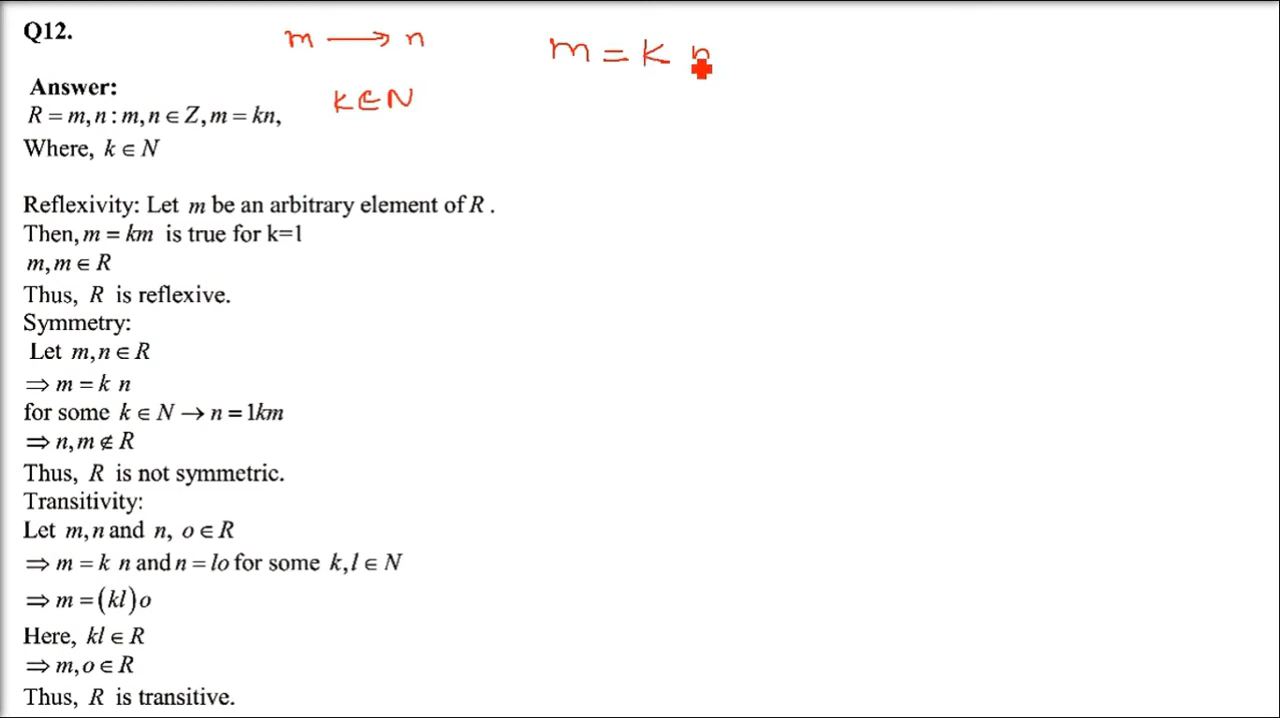 Q12.
m → n
m = k n
Answer:
k∈N
R = m,n : m,n ∈ Z, m = kn,
Where, k ∈ N
Reflexivity: Let m be an arbitrary element of R .
Then, m = km is true for k=1
m,m ∈ R
Thus, R is reflexive.
Symmetry:
Let m,n ∈ R
⇒ m = k n
for some k ∈ N → n = 1km
⇒ n,m ∉ R
Thus, R is not symmetric.
Transitivity:
Let m,n and n, o ∈ R
⇒ m = k n and n = lo for some k,l ∈ N
⇒ m = (kl)o
Here, kl ∈ R
⇒ m,o ∈ R
Thus, R is transitive.